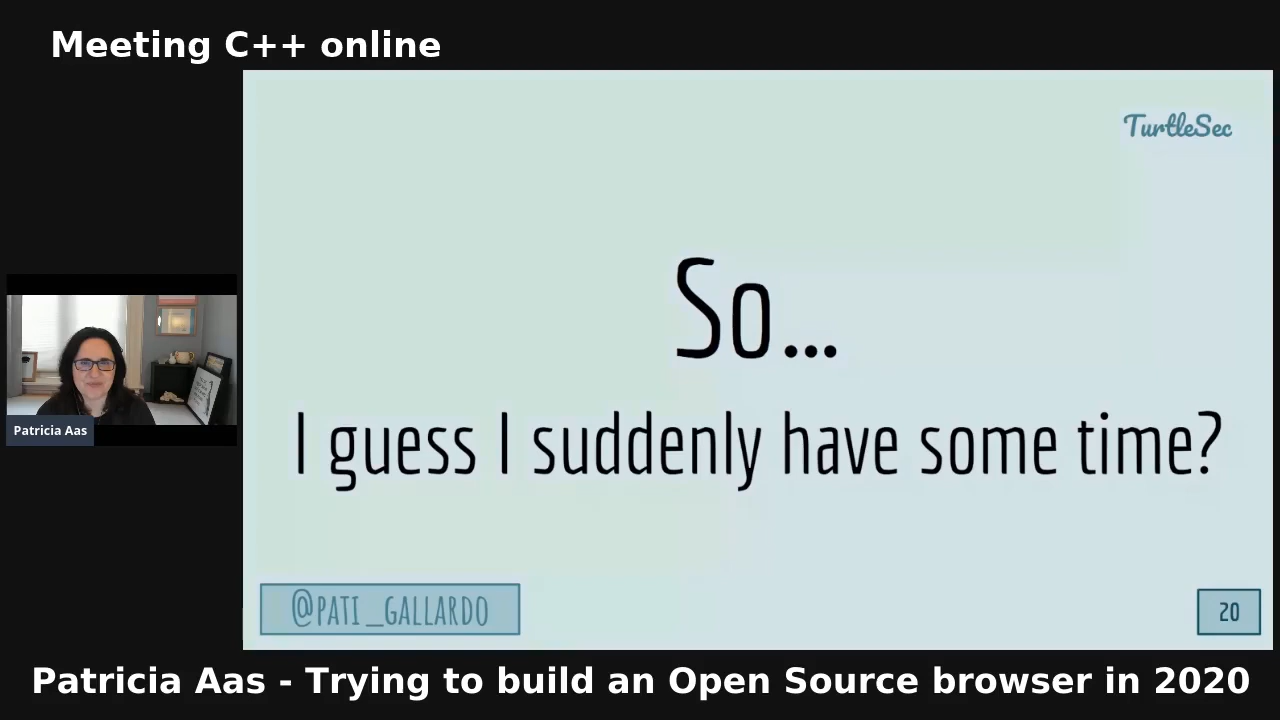 Meeting C++ online
TurtleSec
So...
I guess I suddenly have some time?
Patricia Aas
@PATI_GALLARDO
20
Patricia Aas - Trying to build an Open Source browser in 2020